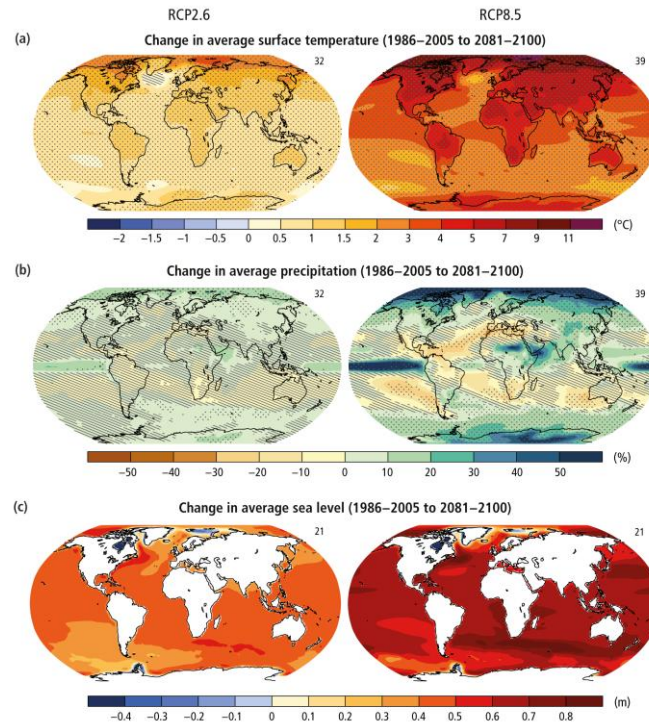 RCP2.6 RCP8.5
(a) Change in average surface temperature (1986–2005 to 2081–2100)
32 39
−2 −1.5 −1 −0.5 0 0.5 1 1.5 2 3 4 5 7 9 11 (°C)
(b) Change in average precipitation (1986–2005 to 2081–2100)
32 39
−50 −40 −30 −20 −10 0 10 20 30 40 50 (%)
(c) Change in average sea level (1986–2005 to 2081–2100)
21 21
−0.4 −0.3 −0.2 −0.1 0 0.1 0.2 0.3 0.4 0.5 0.6 0.7 0.8 (m)